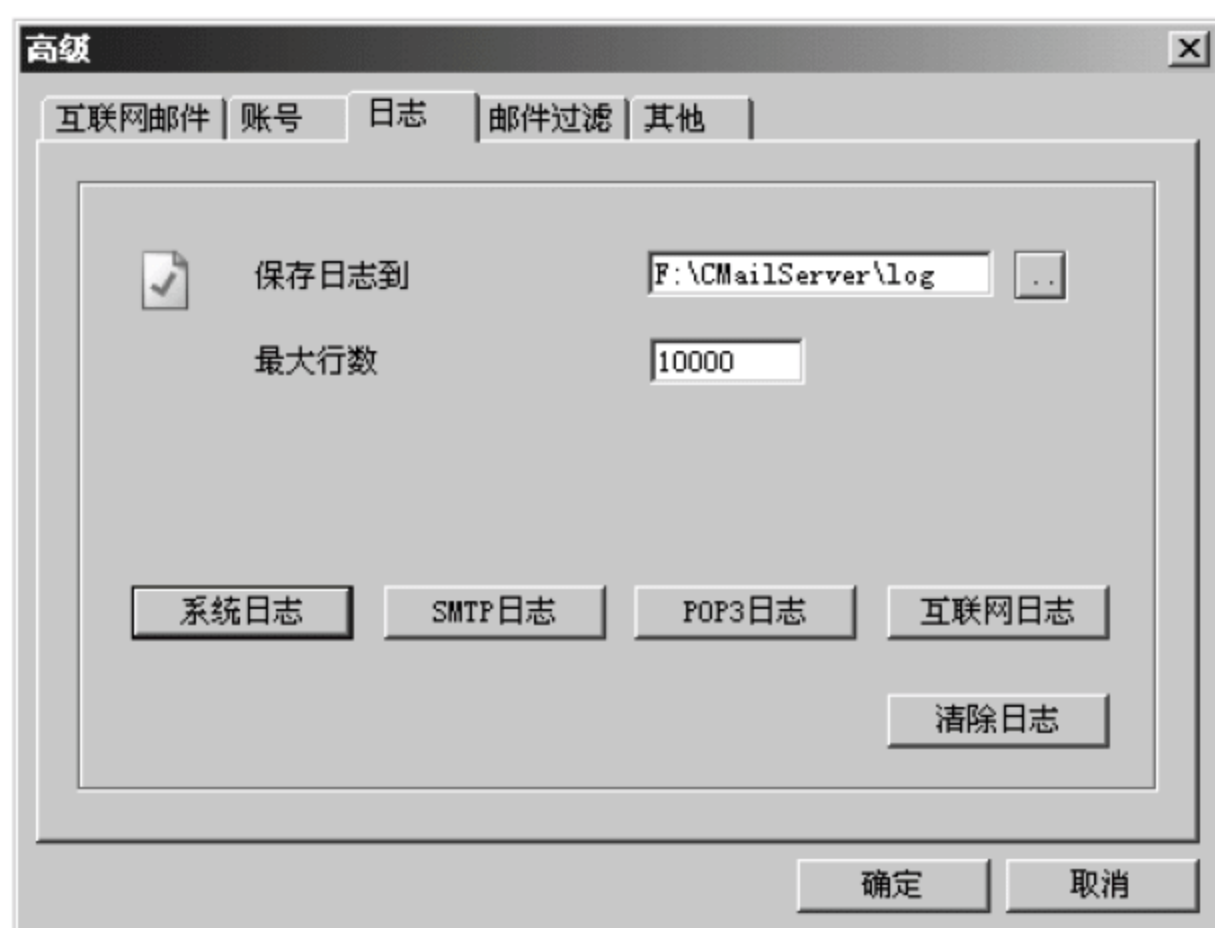 高级
互联网邮件 账号 日志 邮件过滤 其他
保存日志到 F:\CMailServer\log ..
最大行数 10000
系统日志 SMTP日志 POP3日志 互联网日志
清除日志
确定 取消